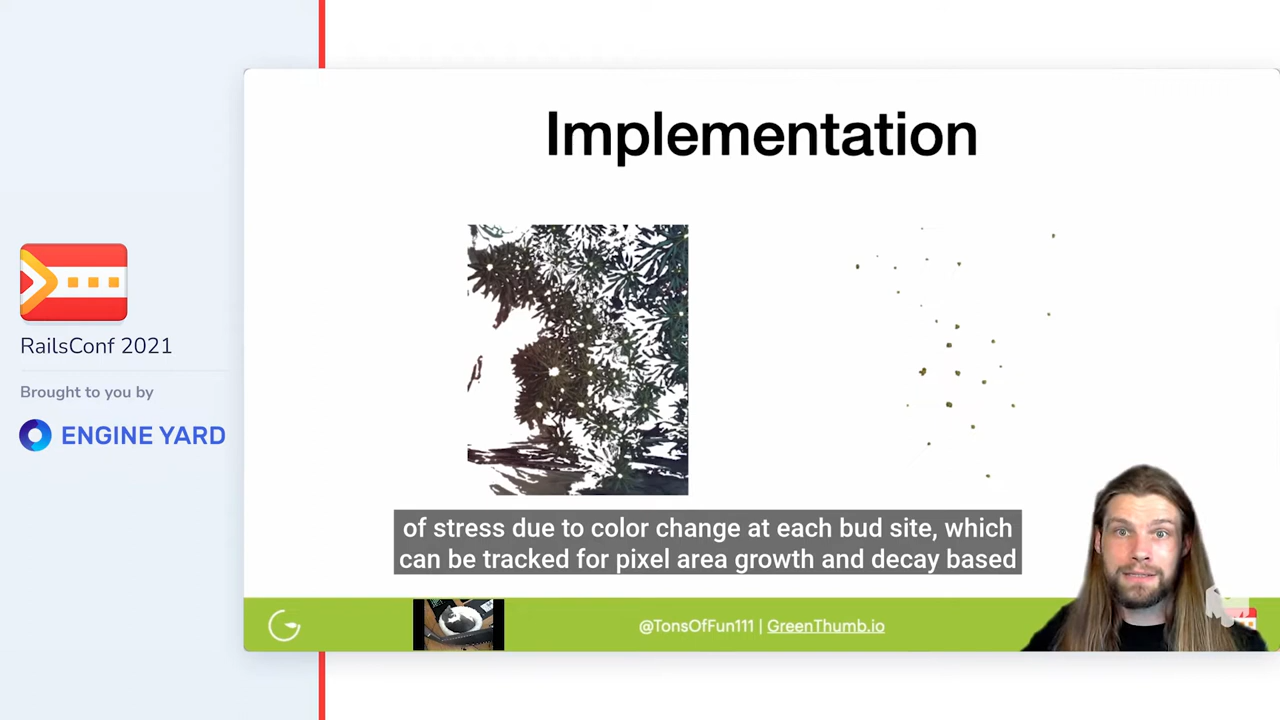 Implementation
RailsConf 2021
Brought to you by
ENGINE YARD
of stress due to color change at each bud site, which
can be tracked for pixel area growth and decay based
@TonsOfFun111 | GreenThumb.io